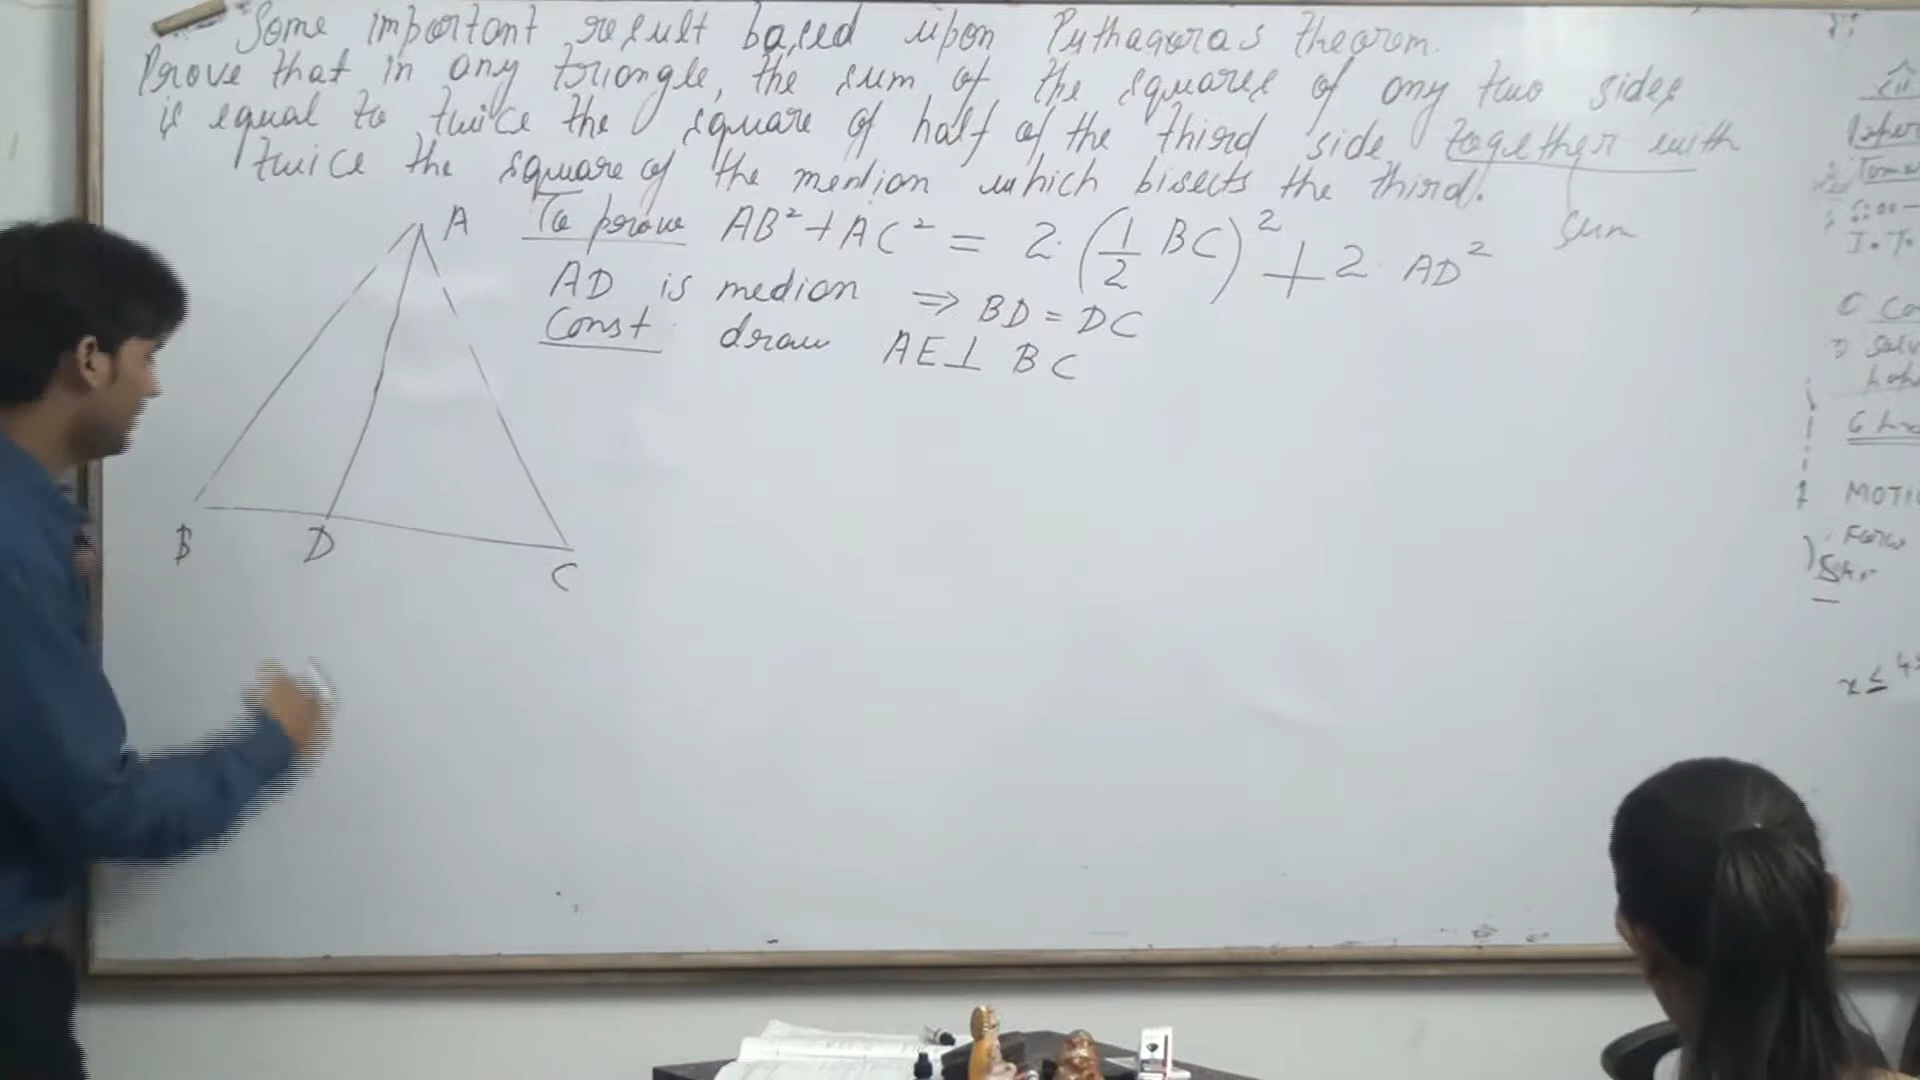 Some important result based upon Pythagoras theorem.
Prove that in any triangle, the sum of the squares of any two sides
is equal to twice the square of half of the third side together with
twice the square of the median which bisects the third.
sum
To prove AB² + AC² = 2·(1/2 BC)² + 2·AD²
AD is median ⇒ BD = DC
Const draw AE ⊥ BC
A
B
D
C
MOTI
x ≤